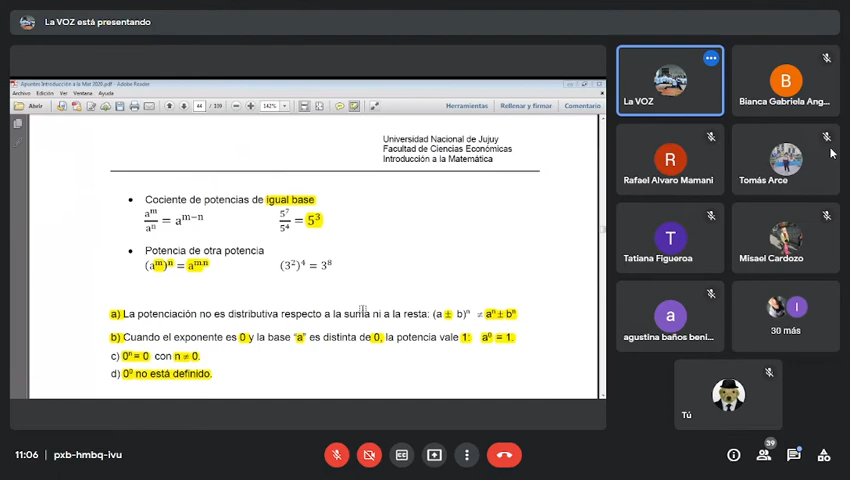 La VOZ está presentando
Apuntes Introducción a la Mat 2020.pdf - Adobe Reader
Archivo Edición Ver Ventana Ayuda
Abrir 44 / 109 142% Herramientas Rellenar y firmar Comentario
Universidad Nacional de Jujuy
Facultad de Ciencias Económicas
Introducción a la Matemática
• Cociente de potencias de igual base
aᵐ/aⁿ = aᵐ⁻ⁿ 5⁷/5⁴ = 5³
• Potencia de otra potencia
(aᵐ)ⁿ = aᵐ·ⁿ (3²)⁴ = 3⁸
a) La potenciación no es distributiva respecto a la suma ni a la resta: (a ± b)ⁿ ≠ aⁿ ± bⁿ
b) Cuando el exponente es 0 y la base "a" es distinta de 0, la potencia vale 1: a⁰ = 1.
c) 0ⁿ = 0 con n ≠ 0.
d) 0⁰ no está definido.
La VOZ
B
Bianca Gabriela Ang...
R
Rafael Alvaro Mamani
Tomás Arce
T
Tatiana Figueroa
Misael Cardozo
a
agustina baños beni...
I
30 más
Tú
11:06 pxb-hmbq-ivu
39